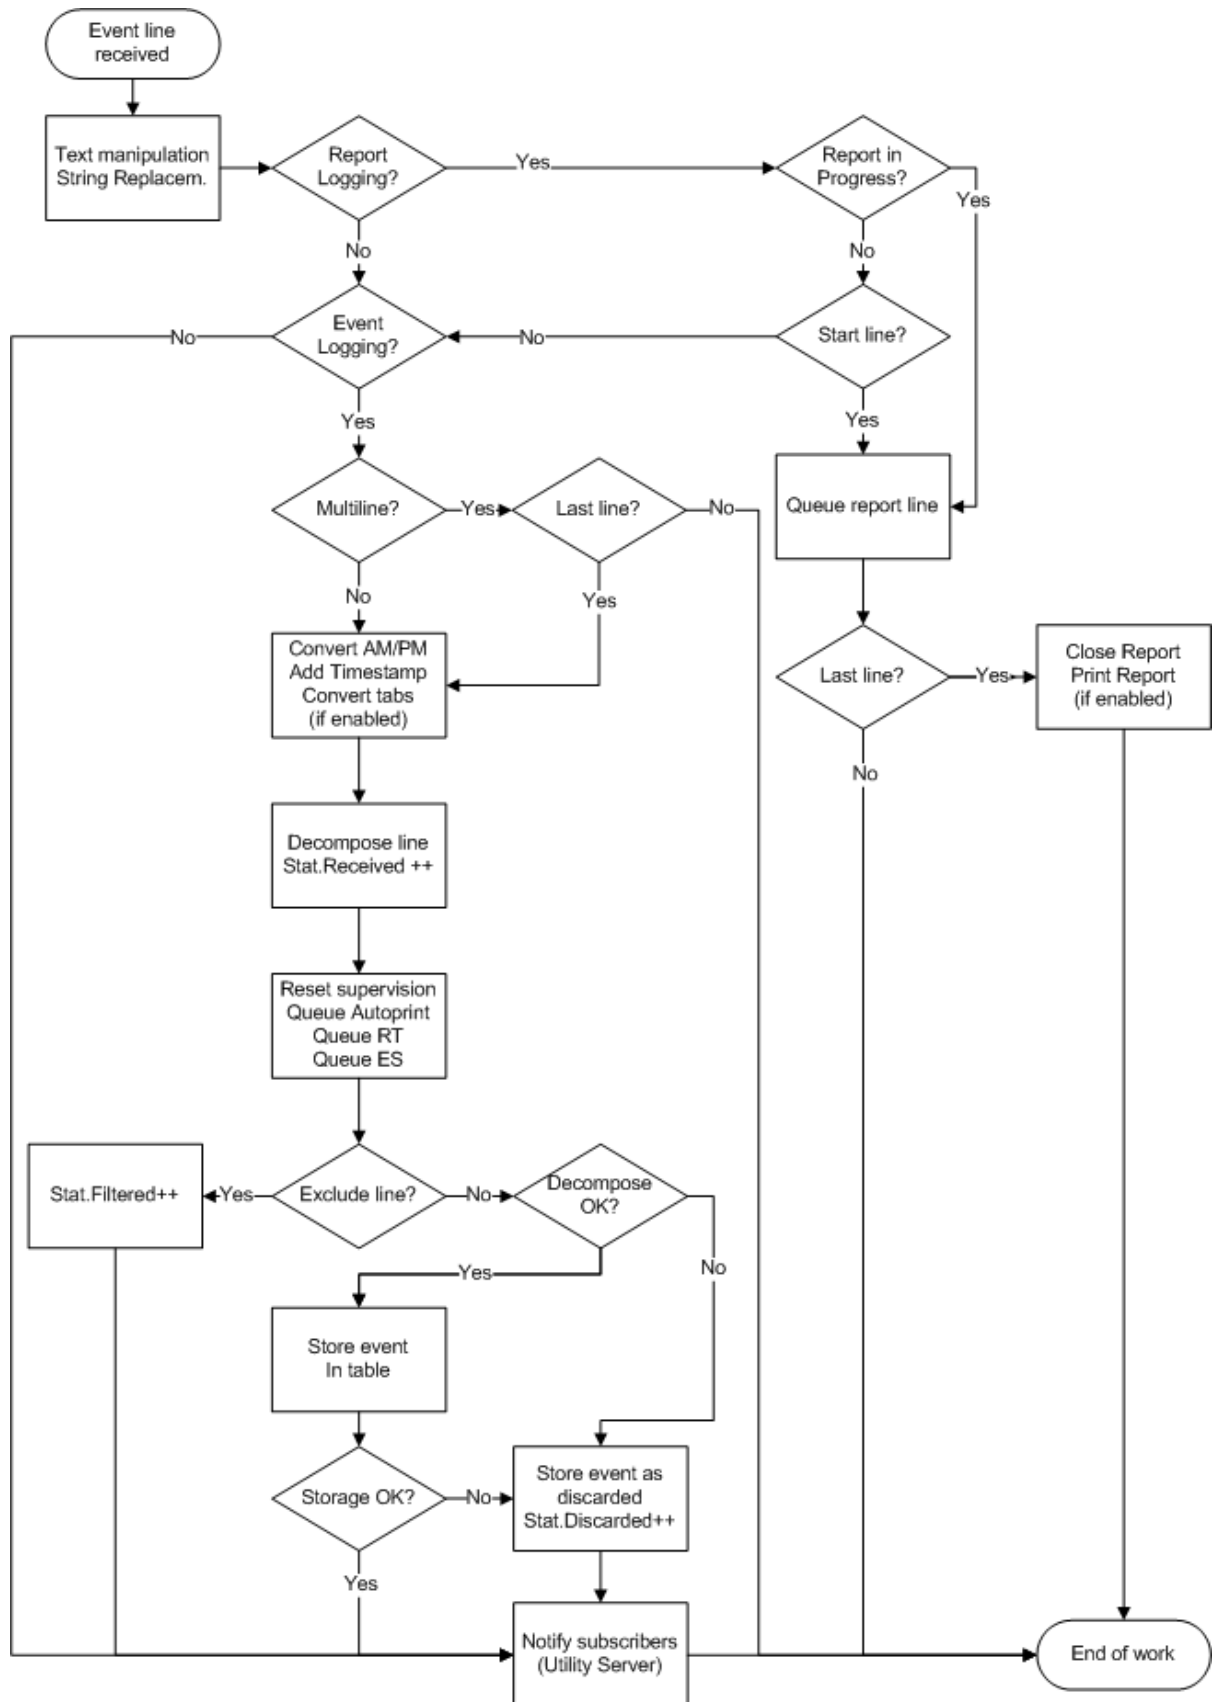 Event line
received
Text manipulation
String Replacem.
Report
Logging?
Yes
Report in
Progress?
Yes
No
No
No
Event
Logging?
No
Start line?
Yes
Yes
Multiline?
Yes
Last line?
No
Queue report line
No
Yes
Convert AM/PM
Add Timestamp
Convert tabs
(if enabled)
Last line?
Yes
Close Report
Print Report
(if enabled)
No
Decompose line
Stat.Received ++
Reset supervision
Queue Autoprint
Queue RT
Queue ES
Stat.Filtered++
Yes
Exclude line?
No
Decompose
OK?
Yes
No
Store event
In table
Storage OK?
No
Store event as
discarded
Stat.Discarded++
Yes
Notify subscribers
(Utility Server)
End of work